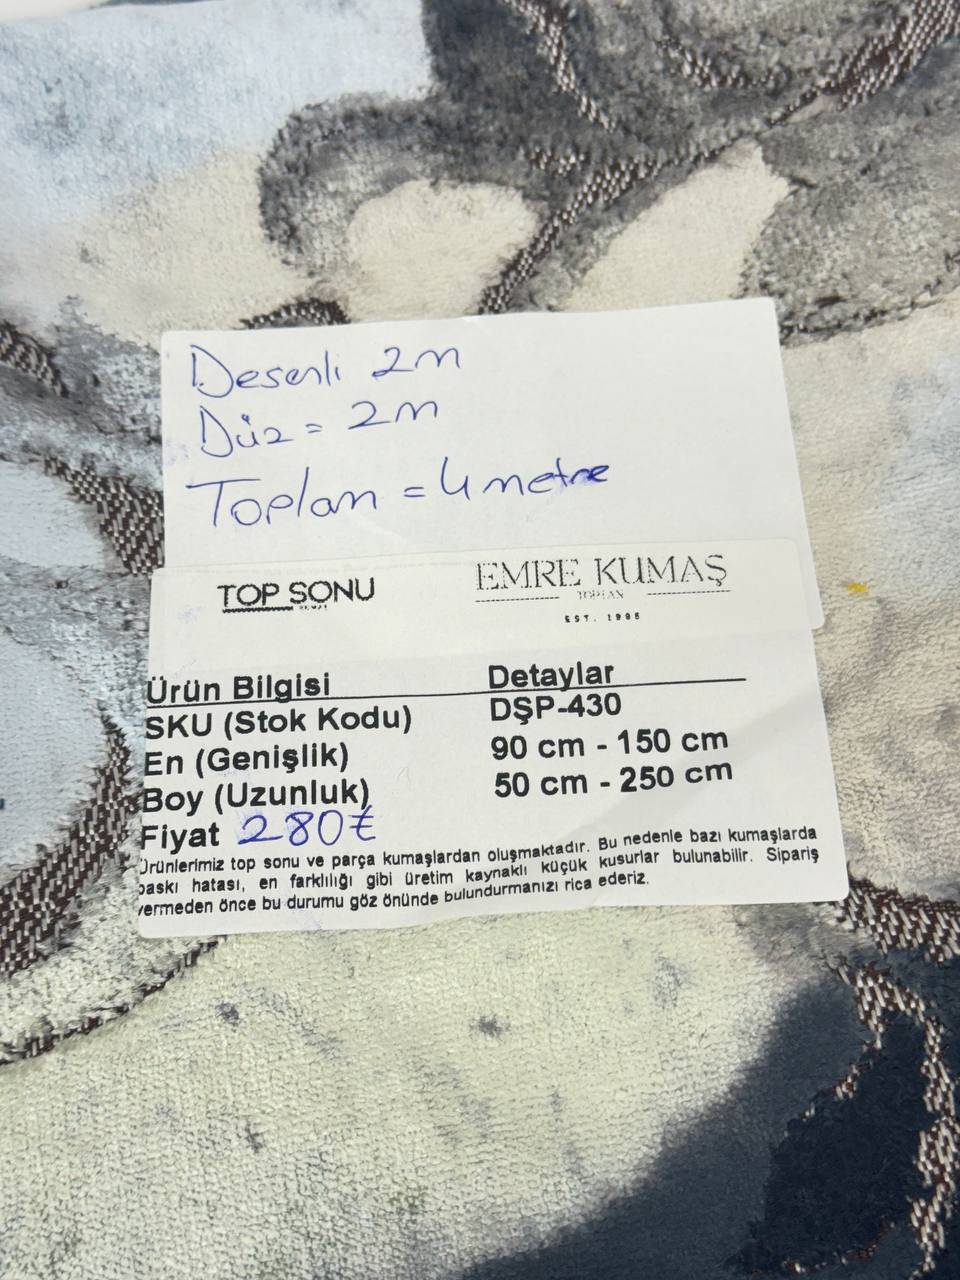 Desenli 2m
Düz = 2m
Toplam = 4 metre
TOP SONU
EMRE KUMAŞ
TOPTAN
EST. 1996
Ürün Bilgisi Detaylar
SKU (Stok Kodu) DŞP-430
En (Genişlik) 90 cm - 150 cm
Boy (Uzunluk) 50 cm - 250 cm
Fiyat 280₺
Ürünlerimiz top sonu ve parça kumaşlardan oluşmaktadır. Bu nedenle bazı kumaşlarda
baskı hatası, en farklılığı gibi üretim kaynaklı küçük kusurlar bulunabilir. Sipariş
vermeden önce bu durumu göz önünde bulundurmanızı rica ederiz.